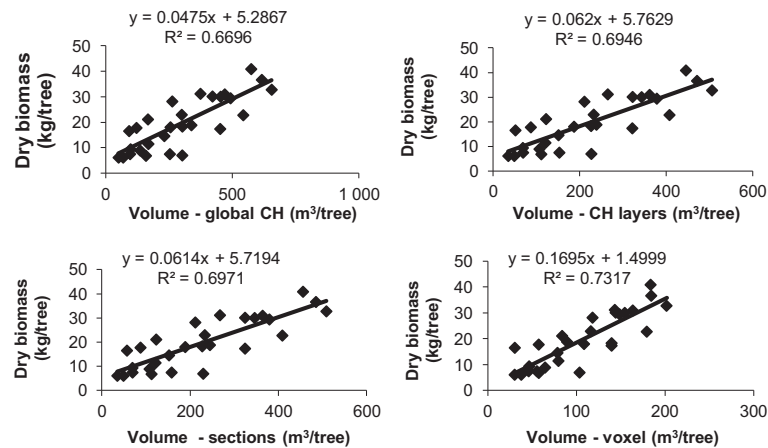 y = 0.0475x + 5.2867
R² = 0.6696
50
40
30
20
10
0
0
500
1 000
Dry biomass
(kg/tree)
Volume - global CH (m³/tree)
y = 0.062x + 5.7629
R² = 0.6946
50
40
30
20
10
0
0
200
400
600
Dry biomass
(kg/tree)
Volume - CH layers (m³/tree)
y = 0.0614x + 5.7194
R² = 0.6971
50
40
30
20
10
0
0
200
400
600
Dry biomass
(kg/tree)
Volume - sections (m³/tree)
y = 0.1695x + 1.4999
R² = 0.7317
50
40
30
20
10
0
0
100
200
300
Dry biomass
(kg/tree)
Volume - voxel (m³/tree)